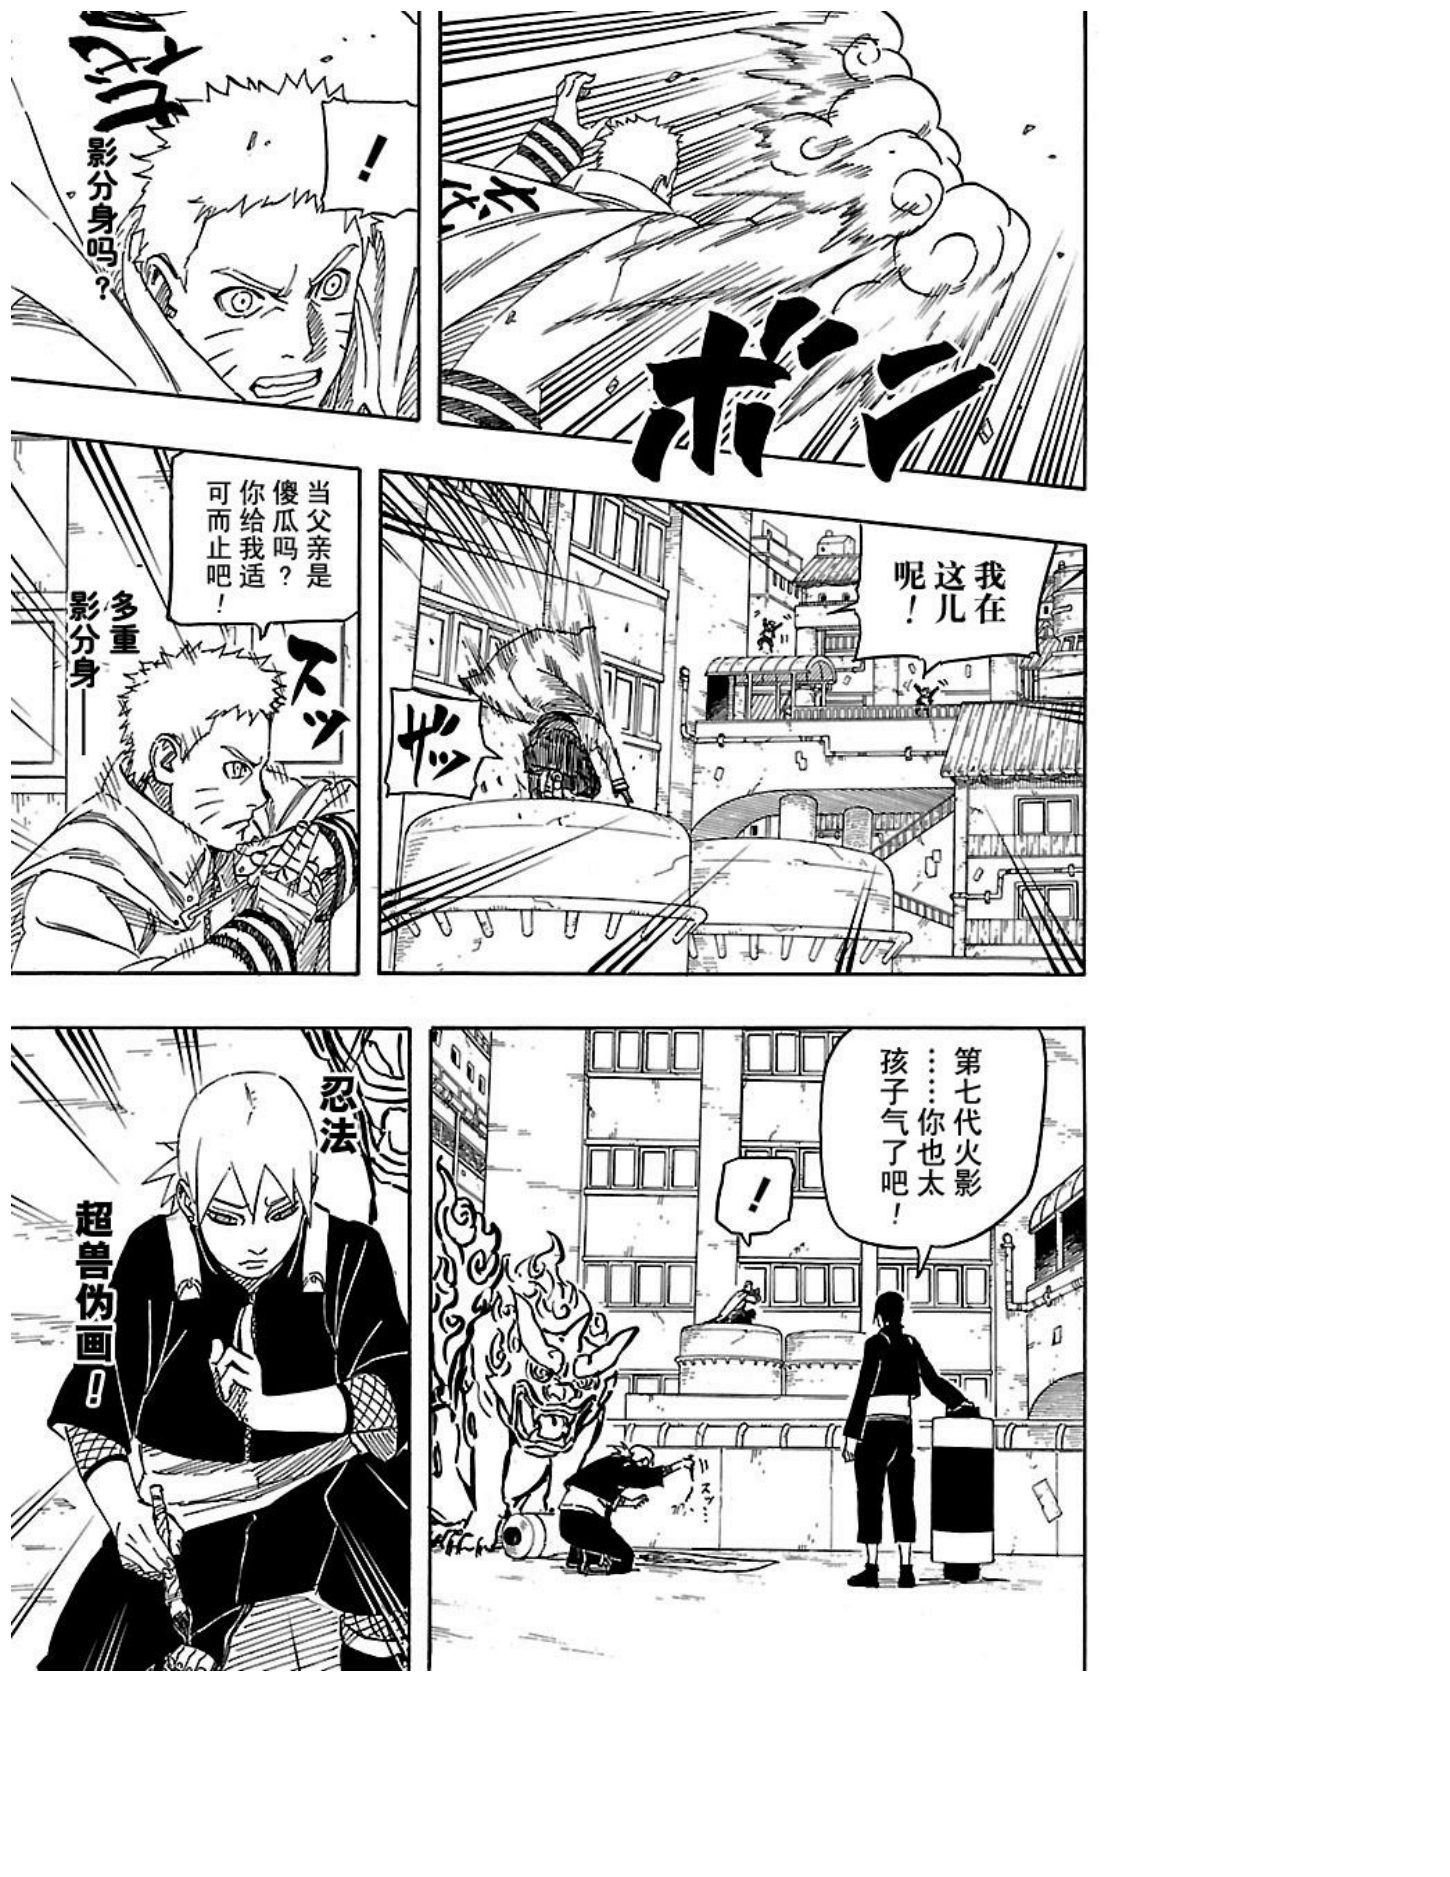 ボン
！
影分身吗？
我在
这儿
呢！
ザッ
当父亲是
傻瓜吗？
你给我适
可而止吧！
スッ
多重
影分身——
第七代火影
……你也太
孩子气了吧！
！
スッ…
忍法
超兽伪画！